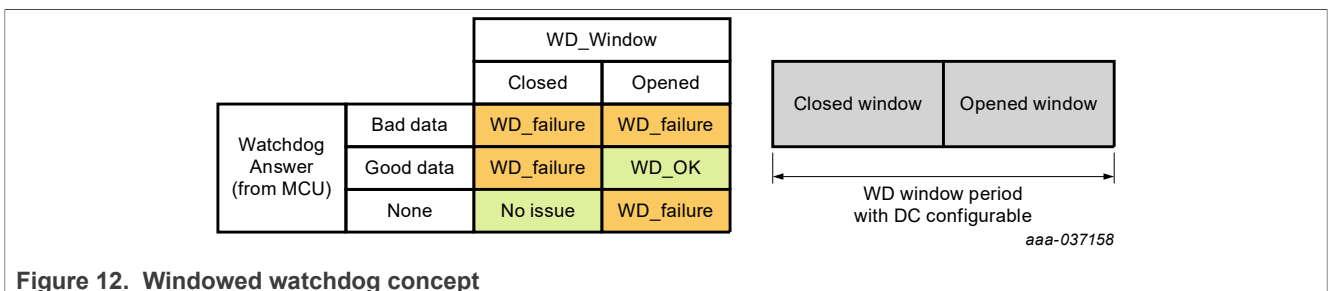 WD_Window
Closed Opened
Watchdog
Answer
(from MCU)
Bad data WD_failure WD_failure
Good data WD_failure WD_OK
None No issue WD_failure
Closed window Opened window
WD window period
with DC configurable
aaa-037158
Figure 12. Windowed watchdog concept